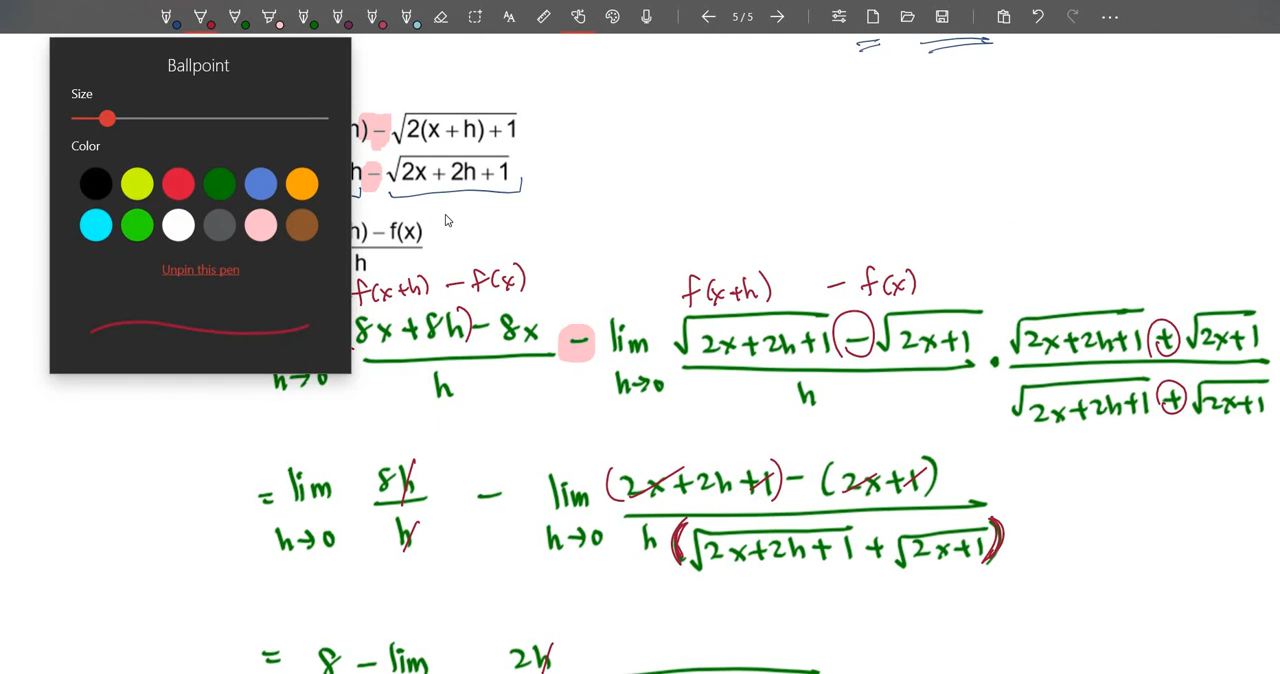 5 / 5
Ballpoint
Size
Color
Unpin this pen
h) − √2(x + h) + 1
h − √2x + 2h + 1
h) − f(x)
h
f(x+h) − f(x) f(x+h) − f(x)
8x + 8h) − 8x − lim √2x+2h+1 − √2x+1 · √2x+2h+1 + √2x+1
h→0 h h→0 h √2x+2h+1 + √2x+1
= lim 8h − lim (2x+2h+1) − (2x+1)
h→0 h h→0 h (√2x+2h+1 + √2x+1)
= 8 − lim 2h